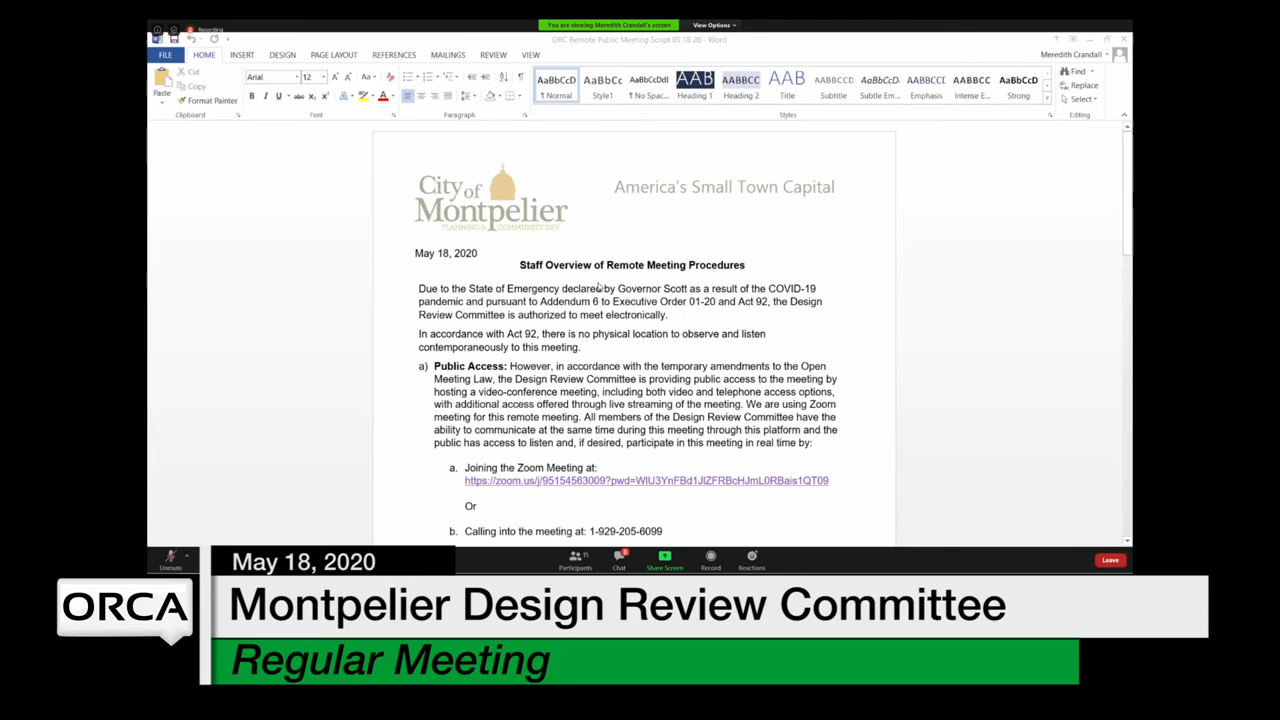 Recording
You are viewing Meredith Crandall's screen
View Options
DRC Remote Public Meeting Script 05 18 20 - Word
FILE HOME INSERT DESIGN PAGE LAYOUT REFERENCES MAILINGS REVIEW VIEW
Meredith Crandall
Paste
Cut
Copy
Format Painter
Clipboard
Arial 12
Font
Paragraph
AaBbCcD AaBbCc AaBbCcDd AAB AABBCC AAB AABBCC AaBbCcD AABBCCD AABBCC AaBbCcD
¶ Normal Style1 ¶ No Spac... Heading 1 Heading 2 Title Subtitle Subtle Em... Emphasis Intense E... Strong
Styles
Find
Replace
Select
Editing
City of
Montpelier
PLANNING & COMMUNITY DEV
America's Small Town Capital
May 18, 2020
Staff Overview of Remote Meeting Procedures
Due to the State of Emergency declared by Governor Scott as a result of the COVID-19
pandemic and pursuant to Addendum 6 to Executive Order 01-20 and Act 92, the Design
Review Committee is authorized to meet electronically.
In accordance with Act 92, there is no physical location to observe and listen
contemporaneously to this meeting.
a) Public Access: However, in accordance with the temporary amendments to the Open
Meeting Law, the Design Review Committee is providing public access to the meeting by
hosting a video-conference meeting, including both video and telephone access options,
with additional access offered through live streaming of the meeting. We are using Zoom
meeting for this remote meeting. All members of the Design Review Committee have the
ability to communicate at the same time during this meeting through this platform and the
public has access to listen and, if desired, participate in this meeting in real time by:
a. Joining the Zoom Meeting at:
https://zoom.us/j/95154563009?pwd=WlU3YnFBd1JlZFRBcHJmL0RBais1QT09
Or
b. Calling into the meeting at: 1-929-205-6099
Unmute
Participants 15
Chat
Share Screen
Record
Reactions
Leave
May 18, 2020
ORCA
Montpelier Design Review Committee
Regular Meeting